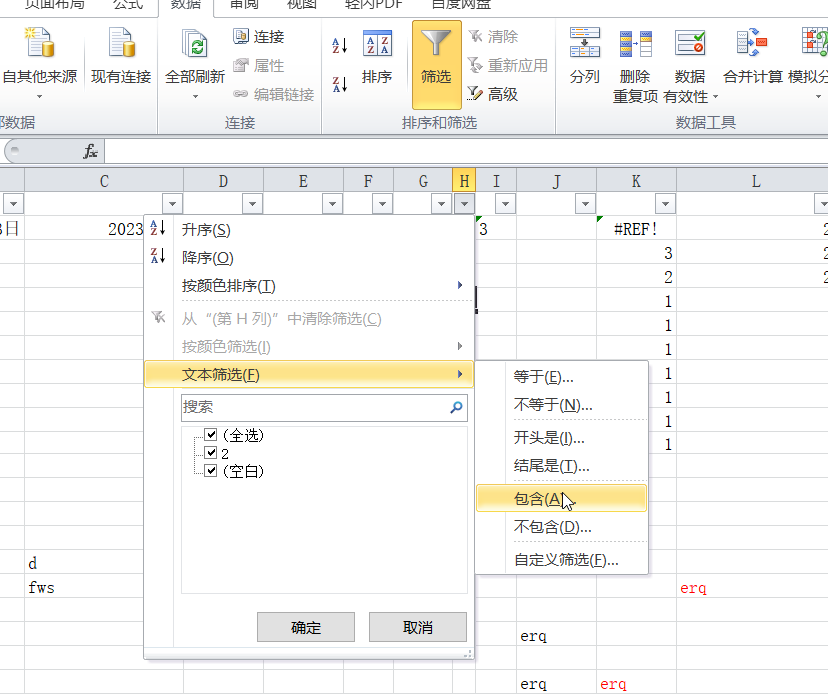 页面布局 公式 数据 审阅 视图 轻闪PDF 百度网盘
自其他来源 现有连接 全部刷新 连接 属性 编辑链接 排序 筛选 清除 重新应用 高级 分列 删除 重复项 数据 有效性 合并计算 模拟分
部数据 连接 排序和筛选 数据工具
fx
C D E F G H I J K L
日 2023 3 #REF! 2
3 2
2 2
1
1
1
1
1
1
1
升序(S)
降序(O)
按颜色排序(T)
从“(第 H 列)”中清除筛选(C)
按颜色筛选(I)
文本筛选(F)
搜索
(全选)
2
(空白)
确定 取消
等于(E)...
不等于(N)...
开头是(I)...
结尾是(T)...
包含(A)...
不包含(D)...
自定义筛选(F)...
d
fws erq
erq
erq erq